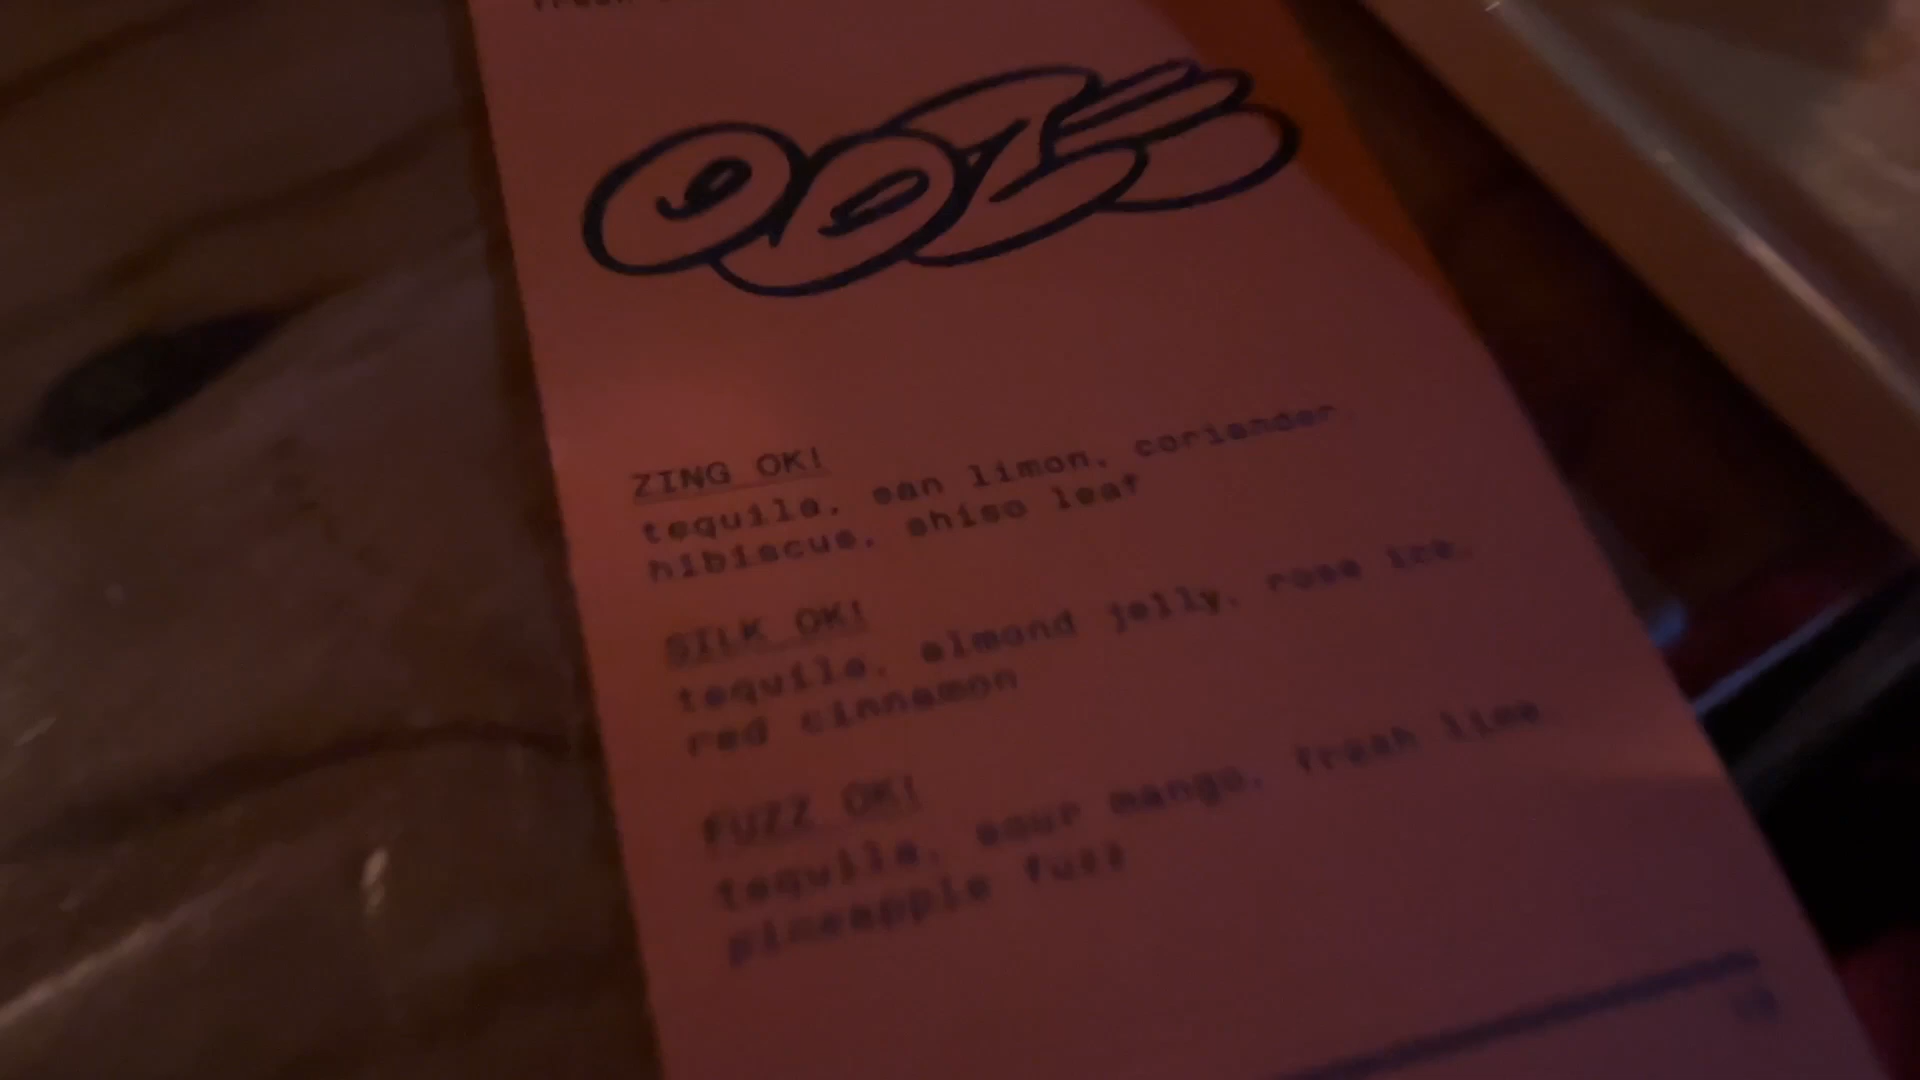 fresh
ZING OK!
tequila, san limon, coriander,
hibiscus, shiso leaf
SILK OK!
tequila, almond jelly, rose ice,
red cinnamon
FUZZ OK!
tequila, sour mango, fresh lime,
pineapple fuzz